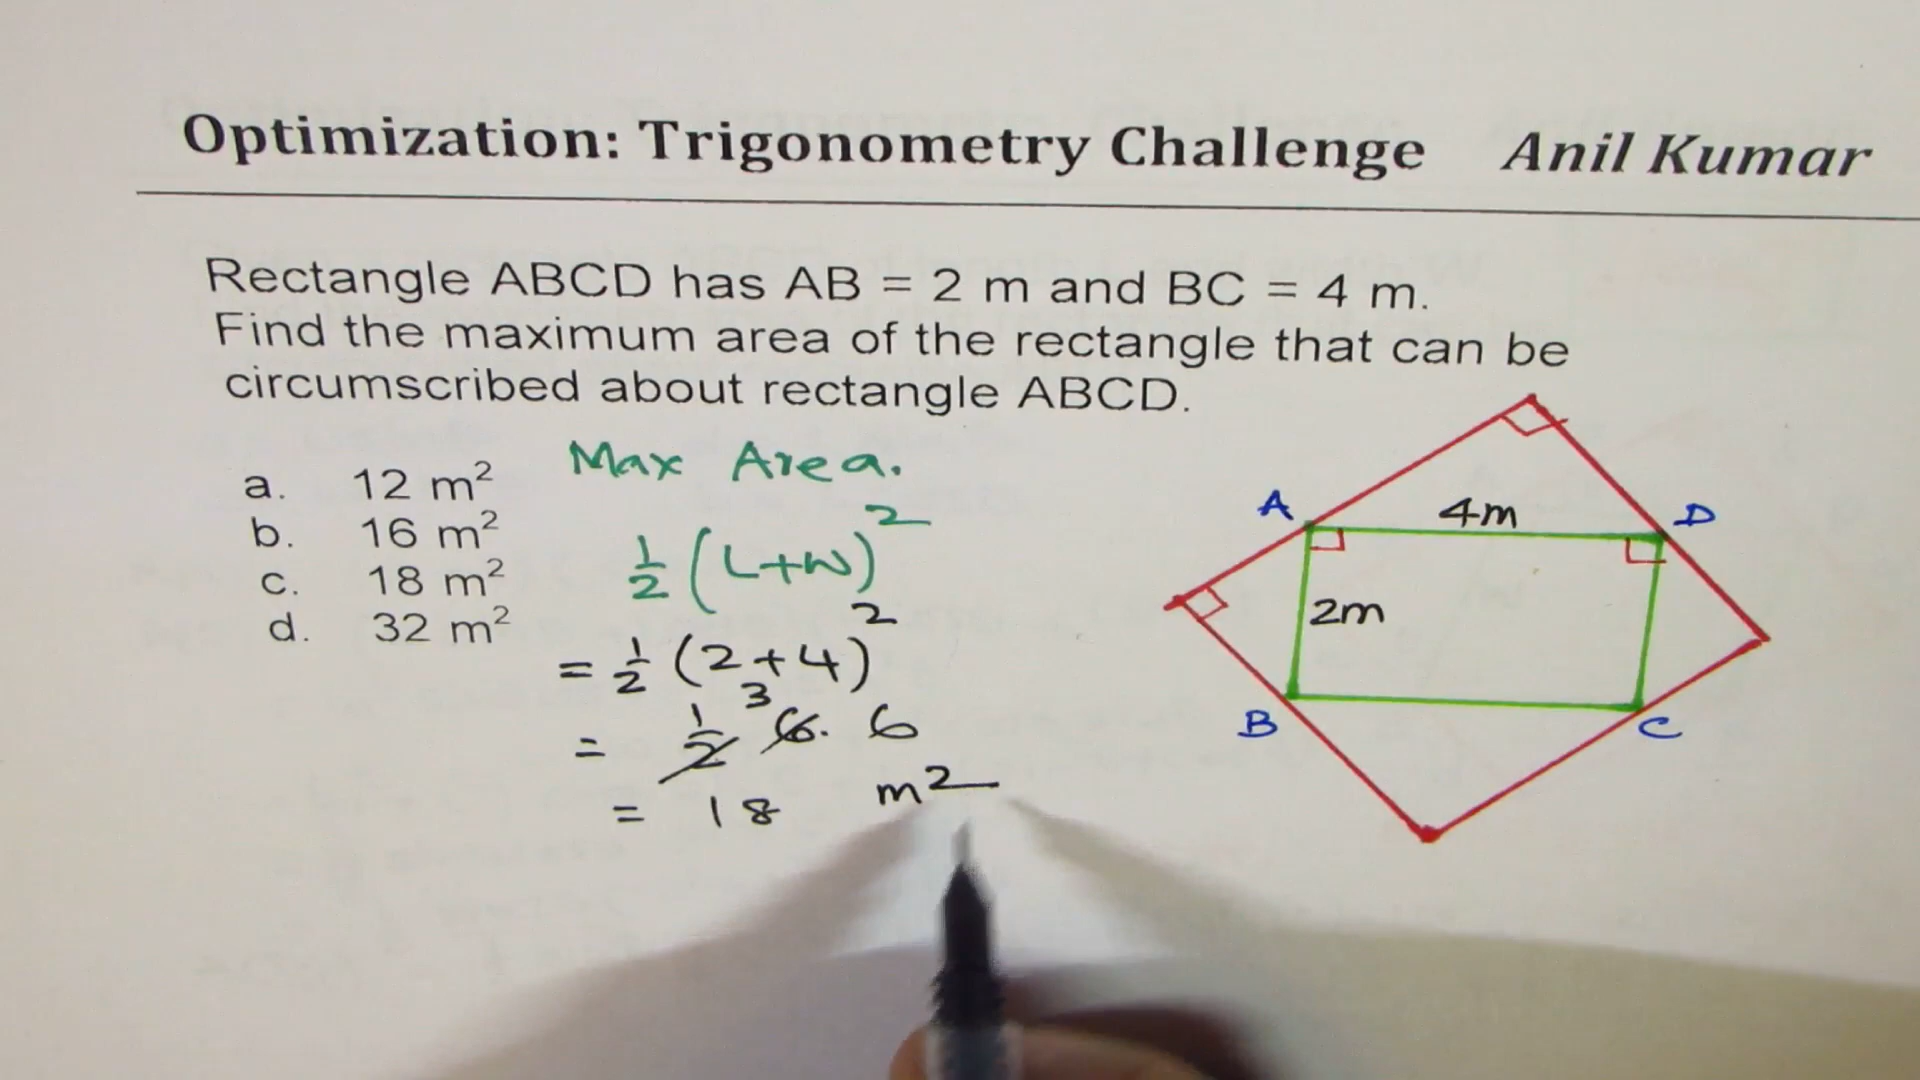 Optimization: Trigonometry Challenge Anil Kumar
Rectangle ABCD has AB = 2 m and BC = 4 m.
Find the maximum area of the rectangle that can be
circumscribed about rectangle ABCD.
a. 12 m²
b. 16 m²
c. 18 m²
d. 32 m²
Max Area.
1/2 (L+W)²
= 1/2 (2+4)²
= 1/2 3 6. 6
= 18 m²
A
4m
D
2m
B
C